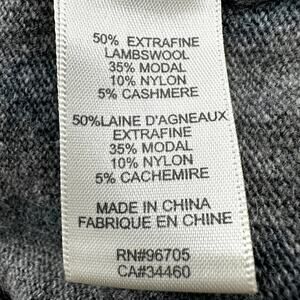 50% EXTRAFINE
LAMBSWOOL
35% MODAL
10% NYLON
5% CASHMERE
50%LAINE D'AGNEAUX
EXTRAFINE
35% MODAL
10% NYLON
5% CACHEMIRE
MADE IN CHINA
FABRIQUE EN CHINE
RN#96705
CA#34460